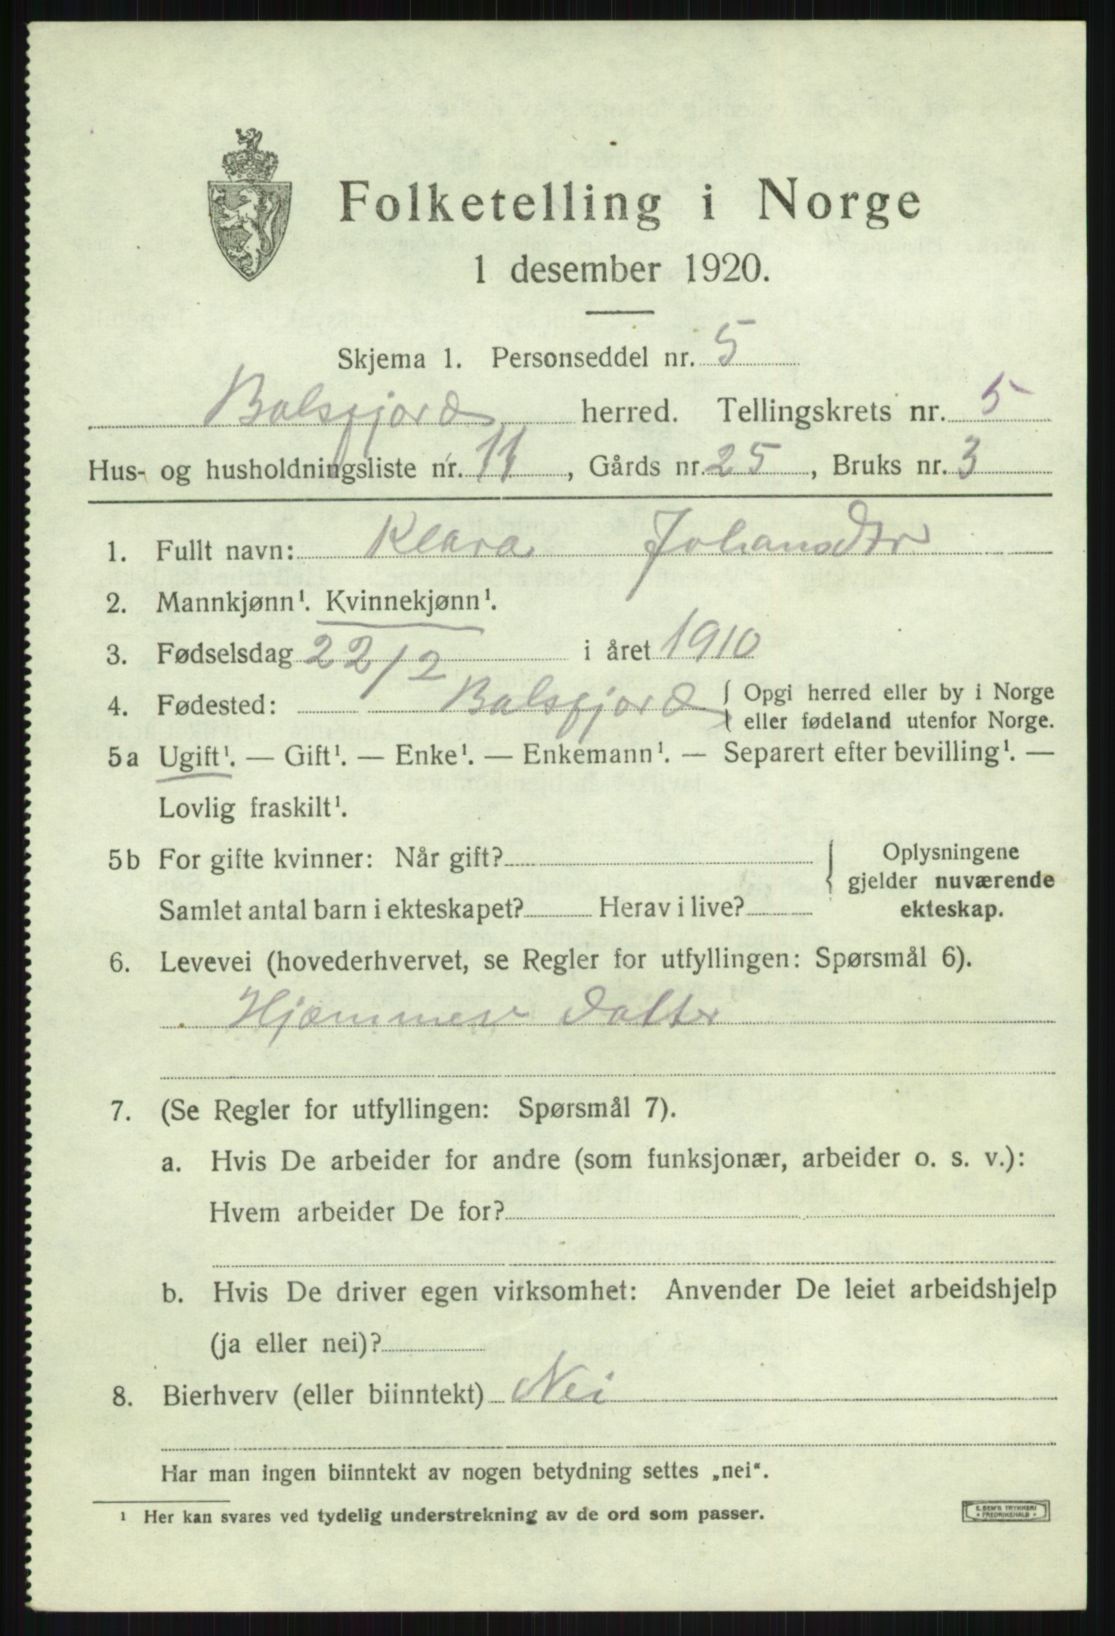 Folketelling i Norge
1 desember 1920.
Skjema 1. Personseddel nr. 5
Balsfjord herred. Tellingskrets nr. 5
Hus- og husholdningsliste nr. 11, Gårds nr. 25, Bruks nr. 3
1. Fullt navn: Klara Johansdtr
2. Mannkjønn¹. Kvinnekjønn¹.
3. Fødselsdag 22/2 i året 1910
4. Fødested: Balsfjord { Opgi herred eller by i Norge
eller fødeland utenfor Norge.
5a Ugift¹. — Gift¹. — Enke¹. — Enkemann¹. — Separert efter bevilling¹. —
Lovlig fraskilt¹.
5b For gifte kvinner: Når gift? { Oplysningene
gjelder nuværende
Samlet antal barn i ekteskapet? Herav i live? ekteskap.
6. Levevei (hovederhvervet, se Regler for utfyllingen: Spørsmål 6).
Hjæmmev datter
7. (Se Regler for utfyllingen: Spørsmål 7).
a. Hvis De arbeider for andre (som funksjonær, arbeider o. s. v.):
Hvem arbeider De for?
b. Hvis De driver egen virksomhet: Anvender De leiet arbeidshjelp
(ja eller nei)?
8. Bierhverv (eller biinntekt) Nei
Har man ingen biinntekt av nogen betydning settes „nei“.
¹ Her kan svares ved tydelig understrekning av de ord som passer.
E. SEM'S TRYKKERI
FREDRIKSHALD